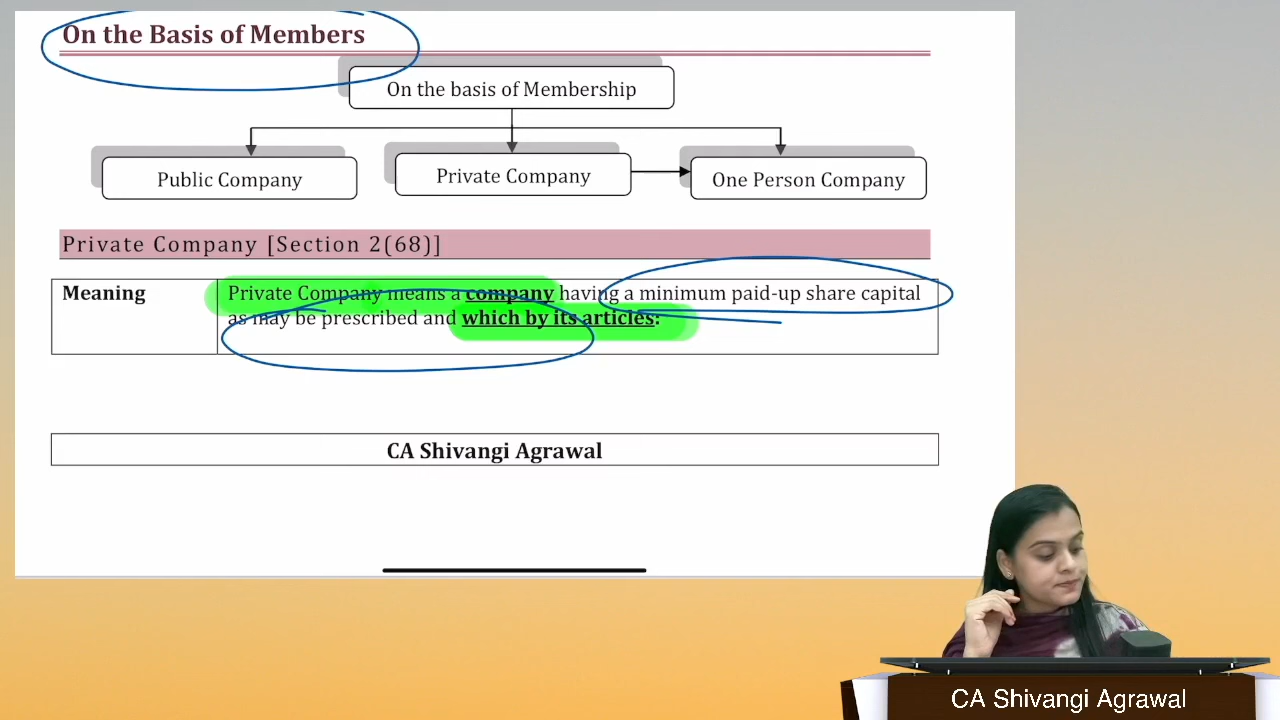 On the Basis of Members
On the basis of Membership
Public Company
Private Company
One Person Company
Private Company [Section 2(68)]
Meaning
Private Company means a company having a minimum paid-up share capital
as may be prescribed and which by its articles:
CA Shivangi Agrawal
CA Shivangi Agrawal